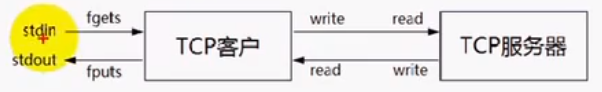 stdin fgets write read
TCP客户 TCP服务器
stdout fputs read write